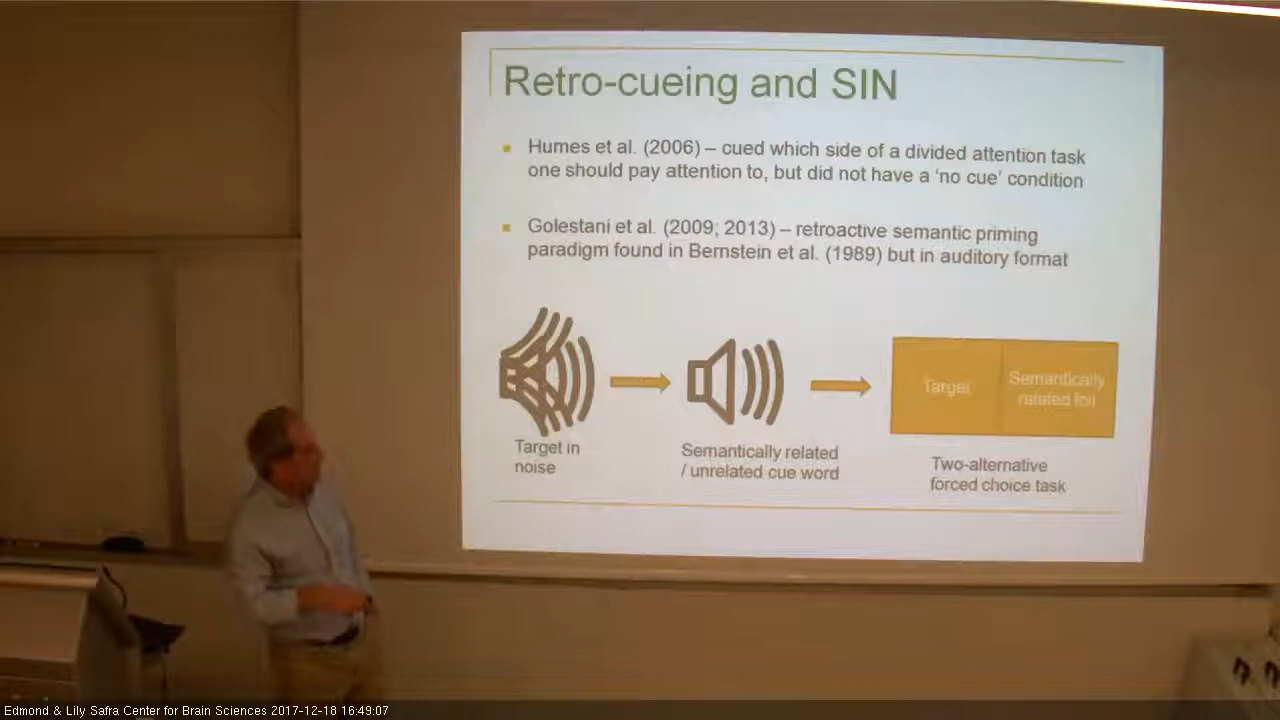 Retro-cueing and SIN
Humes et al. (2006) – cued which side of a divided attention task
one should pay attention to, but did not have a ‘no cue’ condition
Golestani et al. (2009; 2013) – retroactive semantic priming
paradigm found in Bernstein et al. (1989) but in auditory format
Target in
noise
Semantically related
/ unrelated cue word
Target
Semantically
related foil
Two-alternative
forced choice task
Edmond & Lily Safra Center for Brain Sciences 2017-12-18 16:49:07